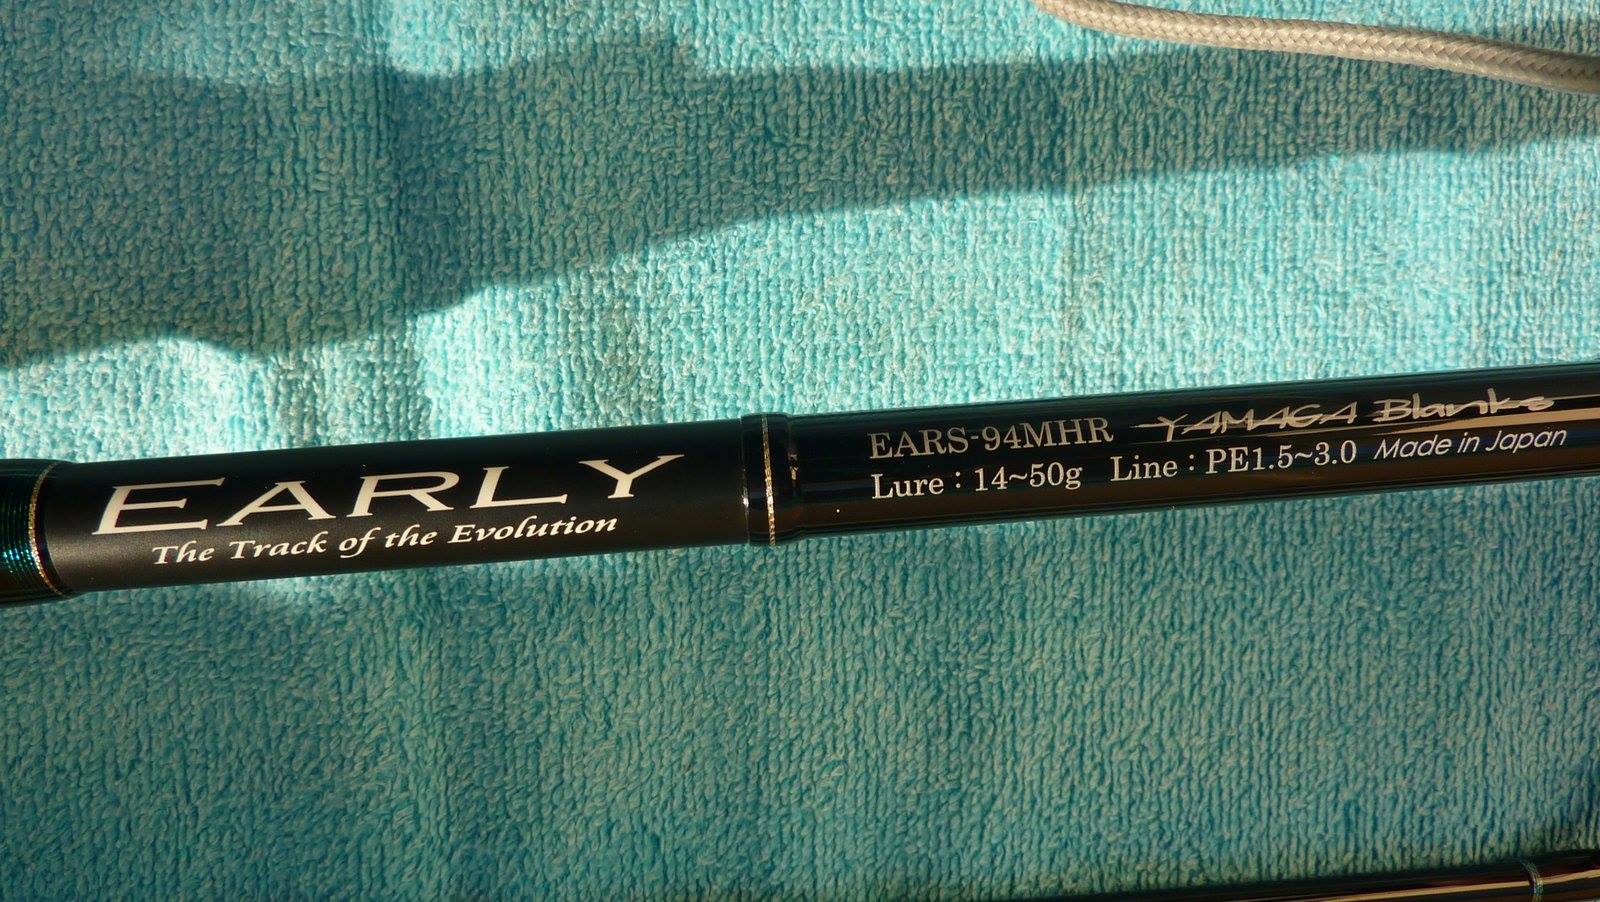 EARLY
The Track of the Evolution
EARS-94MHR YAMAGA Blanks
Lure : 14~50g Line : PE1.5~3.0 Made in Japan